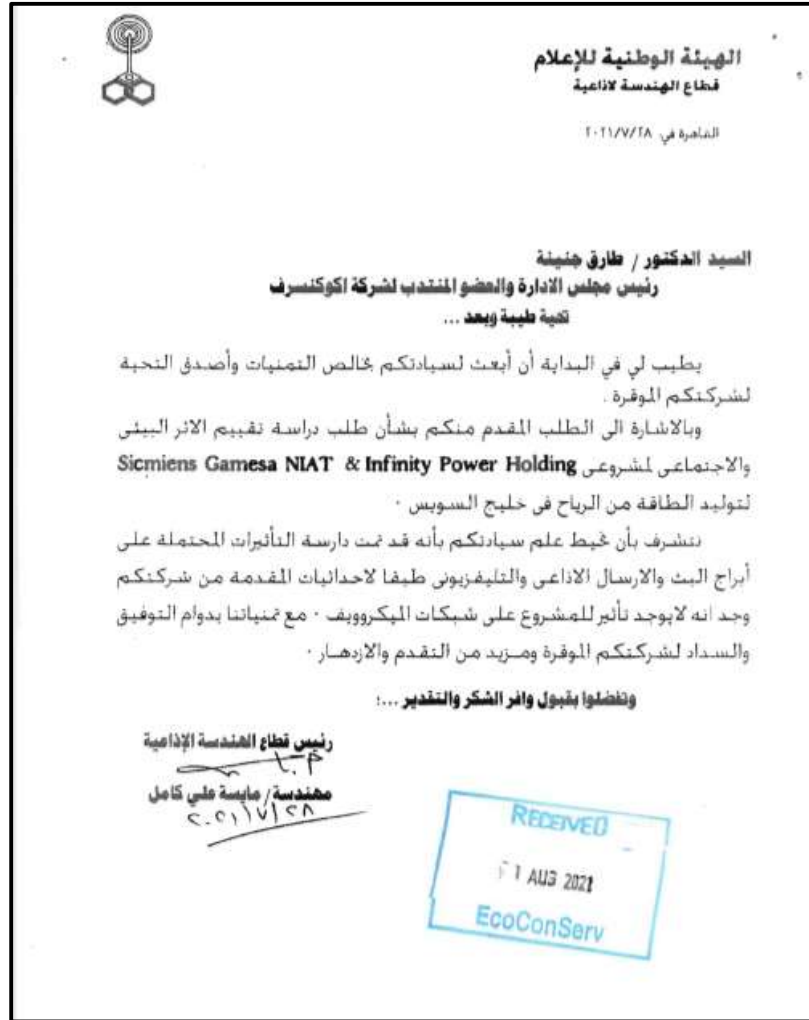 الهيئة الوطنية للإعلام
قطاع الهندسة لاذاعية
القاهرة في: ٢٠٢١/٧/٢٨
السيد الدكتور / طارق جنينة
رئيس مجلس الادارة والعضو المنتدب لشركة اكوكنسرف
تحية طيبة وبعد ...
يطيب لي في البداية أن أبعث لسيادتكم بخالص التمنيات وأصدق التحية
لشركتكم الموقرة .
وبالاشارة الى الطلب المقدم منكم بشأن طلب دراسة تقييم الاثر البيئى
والاجتماعى لمشروعى Sicmiens Gamesa NIAT & Infinity Power Holding
لتوليد الطاقة من الرياح فى خليج السويس .
نتشرف بأن نحيط علم سيادتكم بأنه قد تمت دارسة التأثيرات المحتملة على
أبراج البث والارسال الاذاعى والتليفزيونى طبقا لاحداثيات المقدمة من شركتكم
وجد انه لايوجد تأثير للمشروع على شبكات الميكروويف . مع تمنياتنا بدوام التوفيق
والسداد لشركتكم الموقرة ومزيد من التقدم والازدهار .
وتفضلوا بقبول وافر الشكر والتقدير ...؛
رئيس قطاع الهندسة الإذاعية
مهندسة/ مايسة علي كامل
٢٠٢١/٧/٢٨
RECEIVED
1 AUG 2021
EcoConServ